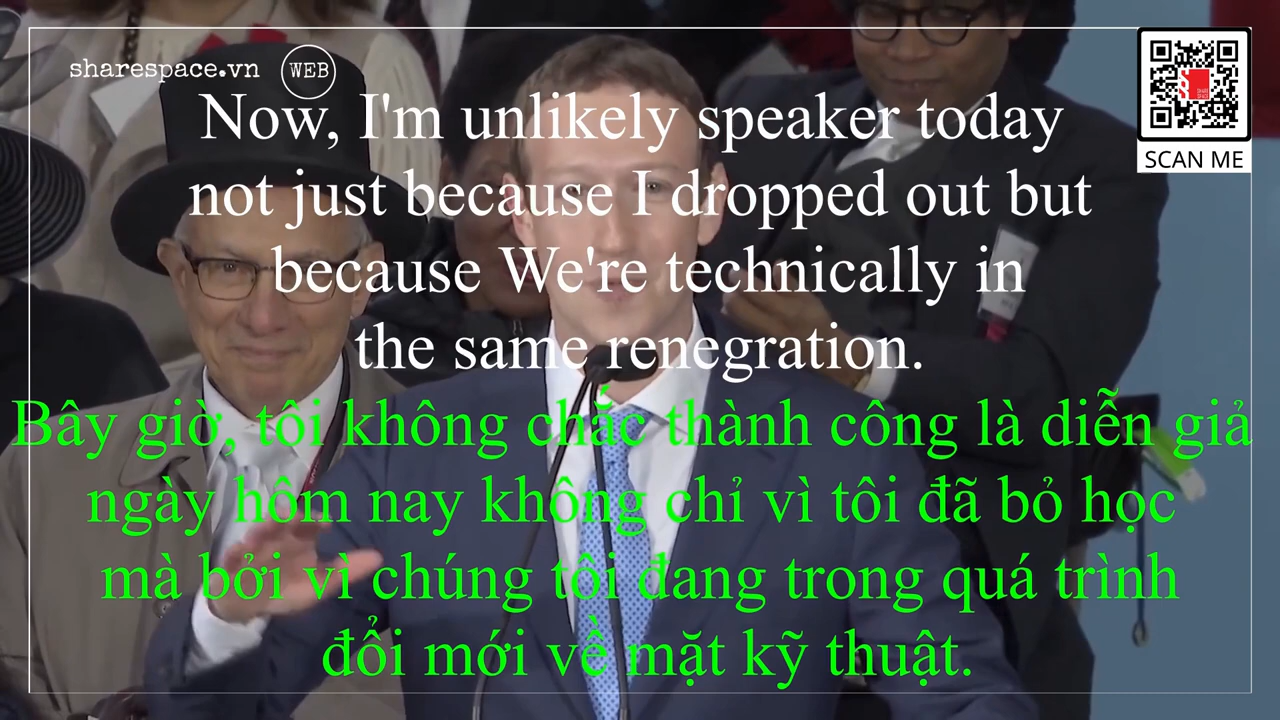 sharespace.vn WEB
SCAN ME
Now, I'm unlikely speaker today
not just because I dropped out but
because We're technically in
the same renegration.
Bây giờ, tôi không chắc thành công là diễn giả
ngày hôm nay không chỉ vì tôi đã bỏ học
mà bởi vì chúng tôi đang trong quá trình
đổi mới về mặt kỹ thuật.